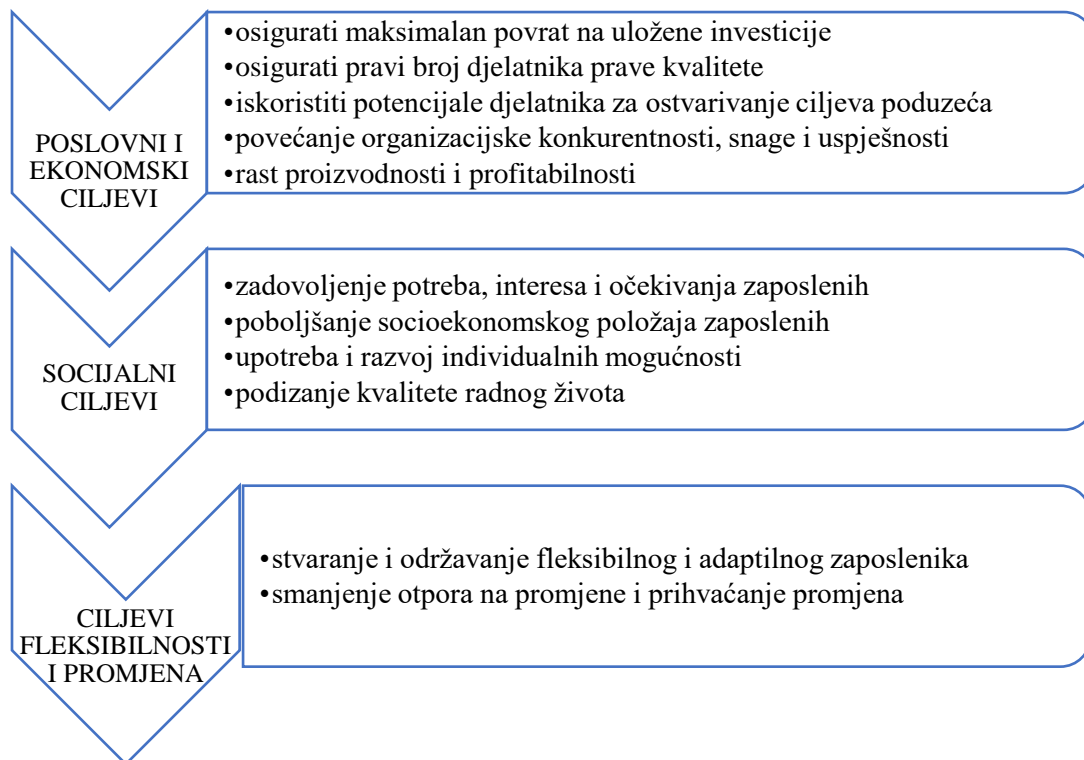 POSLOVNI I
EKONOMSKI
CILJEVI
•osigurati maksimalan povrat na uložene investicije
•osigurati pravi broj djelatnika prave kvalitete
•iskoristiti potencijale djelatnika za ostvarivanje ciljeva poduzeća
•povećanje organizacijske konkurentnosti, snage i uspješnosti
•rast proizvodnosti i profitabilnosti
SOCIJALNI
CILJEVI
•zadovoljenje potreba, interesa i očekivanja zaposlenih
•poboljšanje socioekonomskog položaja zaposlenih
•upotreba i razvoj individualnih mogućnosti
•podizanje kvalitete radnog života
CILJEVI
FLEKSIBILNOSTI
I PROMJENA
•stvaranje i održavanje fleksibilnog i adaptilnog zaposlenika
•smanjenje otpora na promjene i prihvaćanje promjena